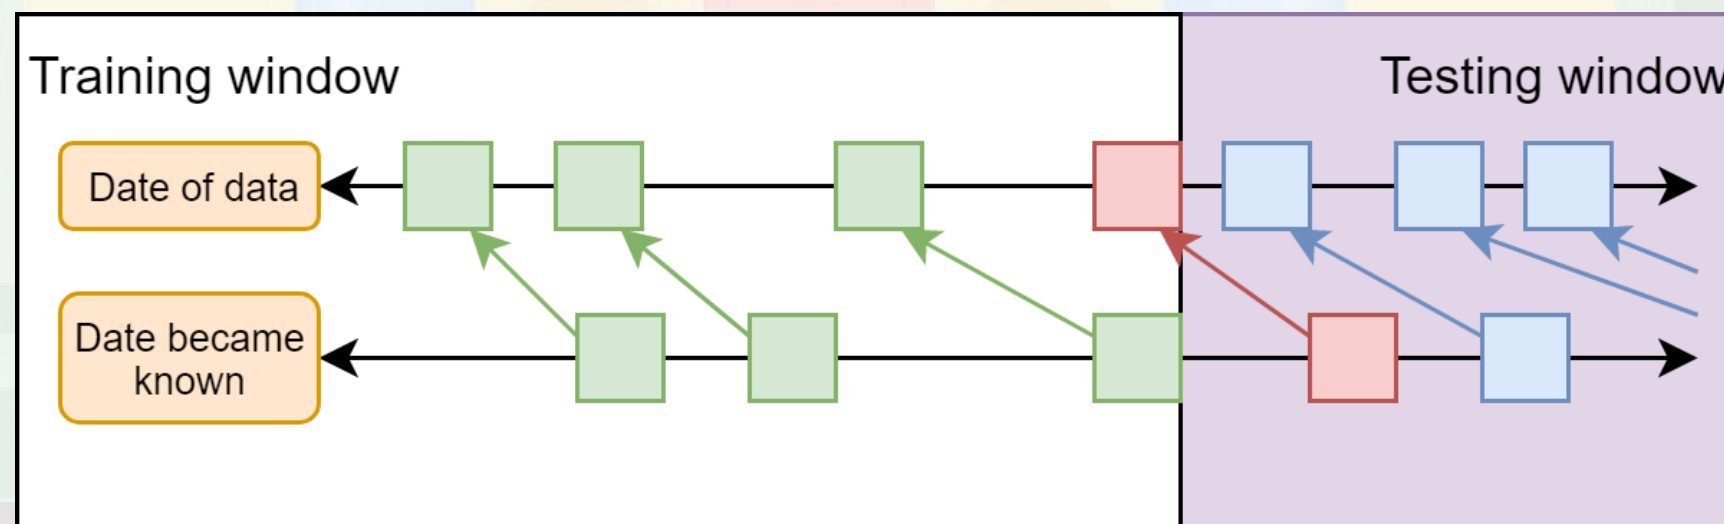 Training window
Testing window
Date of data
Date became
known